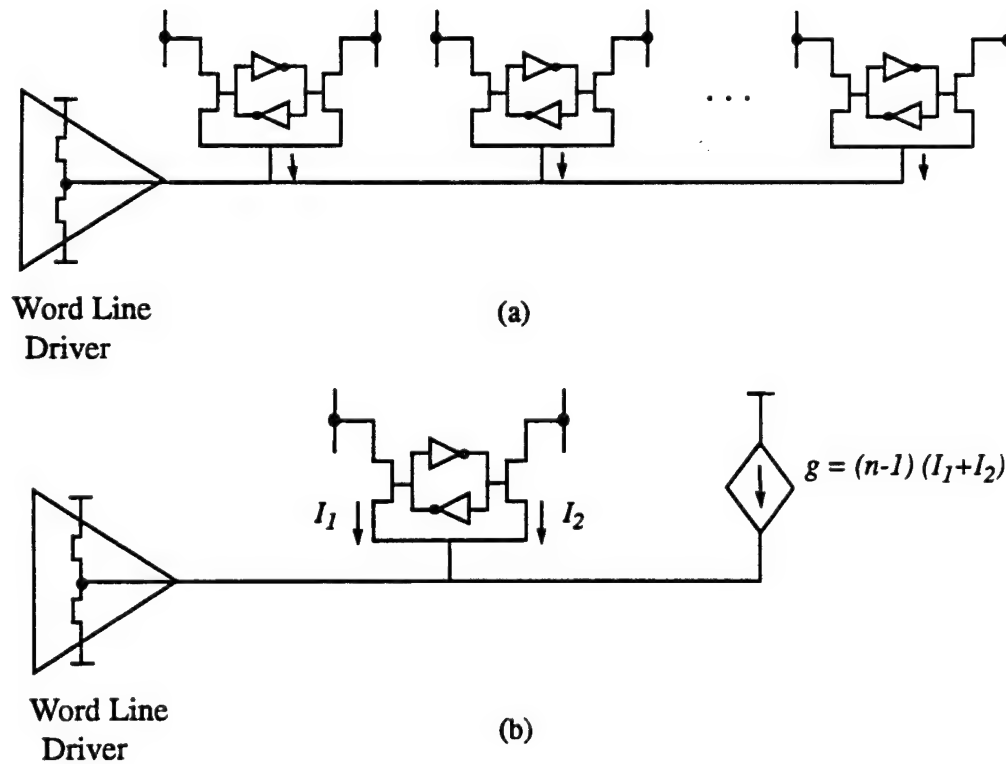 . . .
Word Line
Driver
(a)
I₁
I₂
g = (n-1) (I₁+I₂)
Word Line
Driver
(b)